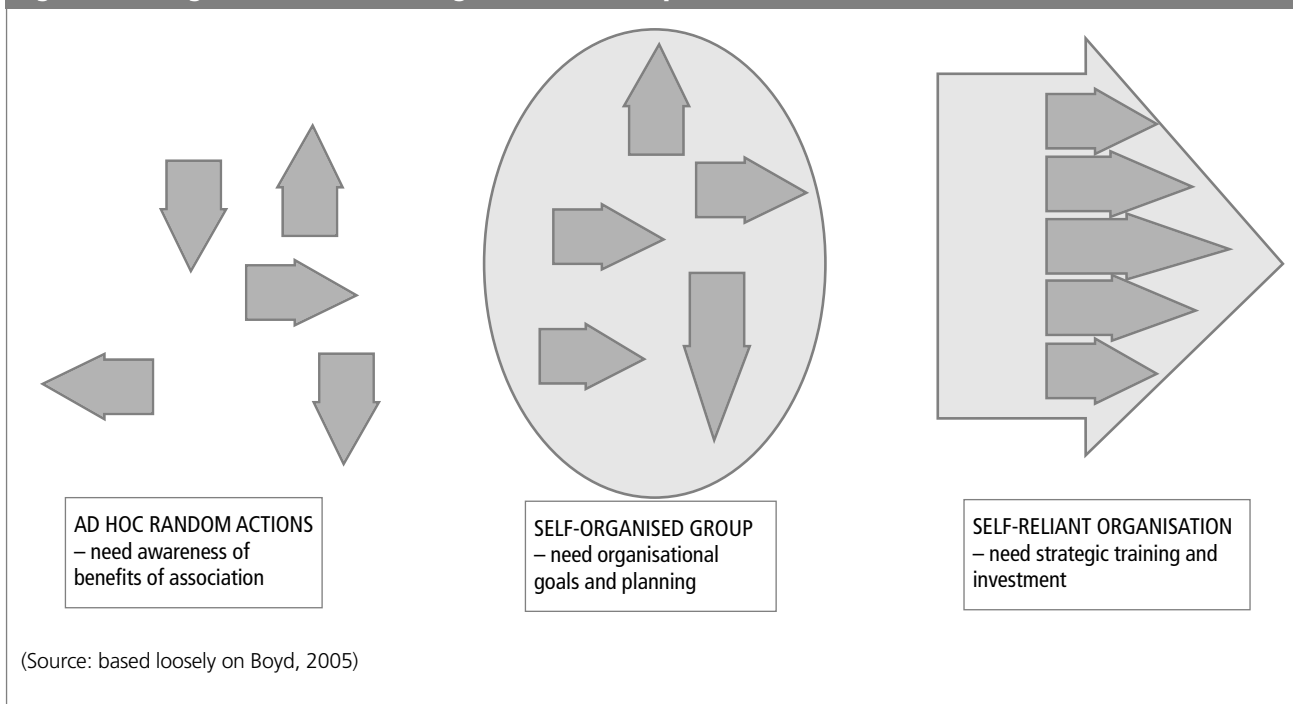 AD HOC RANDOM ACTIONS
– need awareness of
benefits of association
SELF-ORGANISED GROUP
– need organisational
goals and planning
SELF-RELIANT ORGANISATION
– need strategic training and
investment
(Source: based loosely on Boyd, 2005)